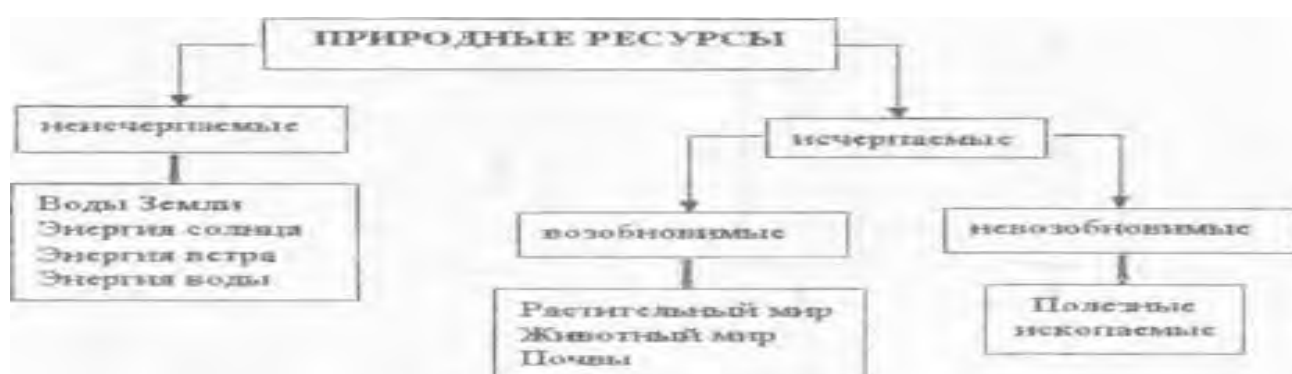 ПРИРОДНЫЕ РЕСУРСЫ
неисчерпаемые
исчерпаемые
Воды Земли
Энергия солнца
Энергия ветра
Энергия воды
возобновимые
невозобновимые
Растительный мир
Животный мир
Почвы
Полезные
ископаемые